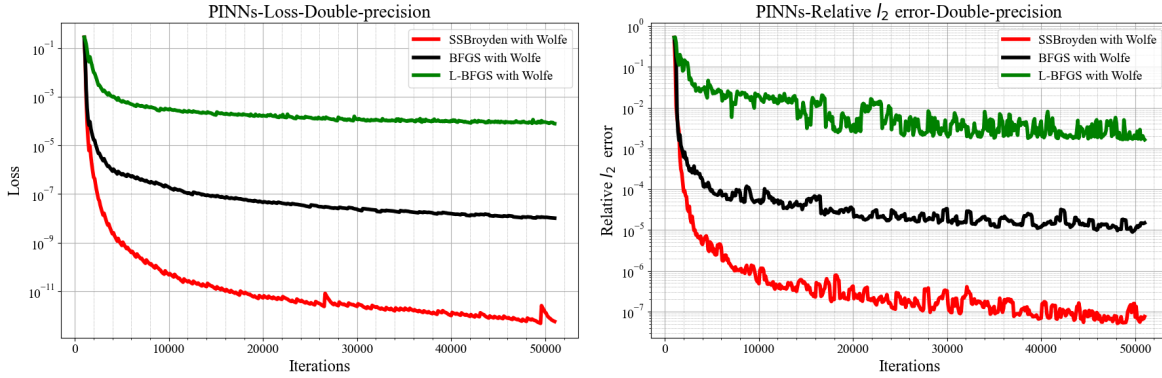 PINNs-Loss-Double-precision
SSBroyden with Wolfe
BFGS with Wolfe
L-BFGS with Wolfe
10⁻¹
10⁻³
10⁻⁵
10⁻⁷
10⁻⁹
10⁻¹¹
Loss
0 10000 20000 30000 40000 50000
Iterations
PINNs-Relative l₂ error-Double-precision
SSBroyden with Wolfe
BFGS with Wolfe
L-BFGS with Wolfe
10⁰
10⁻¹
10⁻²
10⁻³
10⁻⁴
10⁻⁵
10⁻⁶
10⁻⁷
Relative l₂ error
0 10000 20000 30000 40000 50000
Iterations